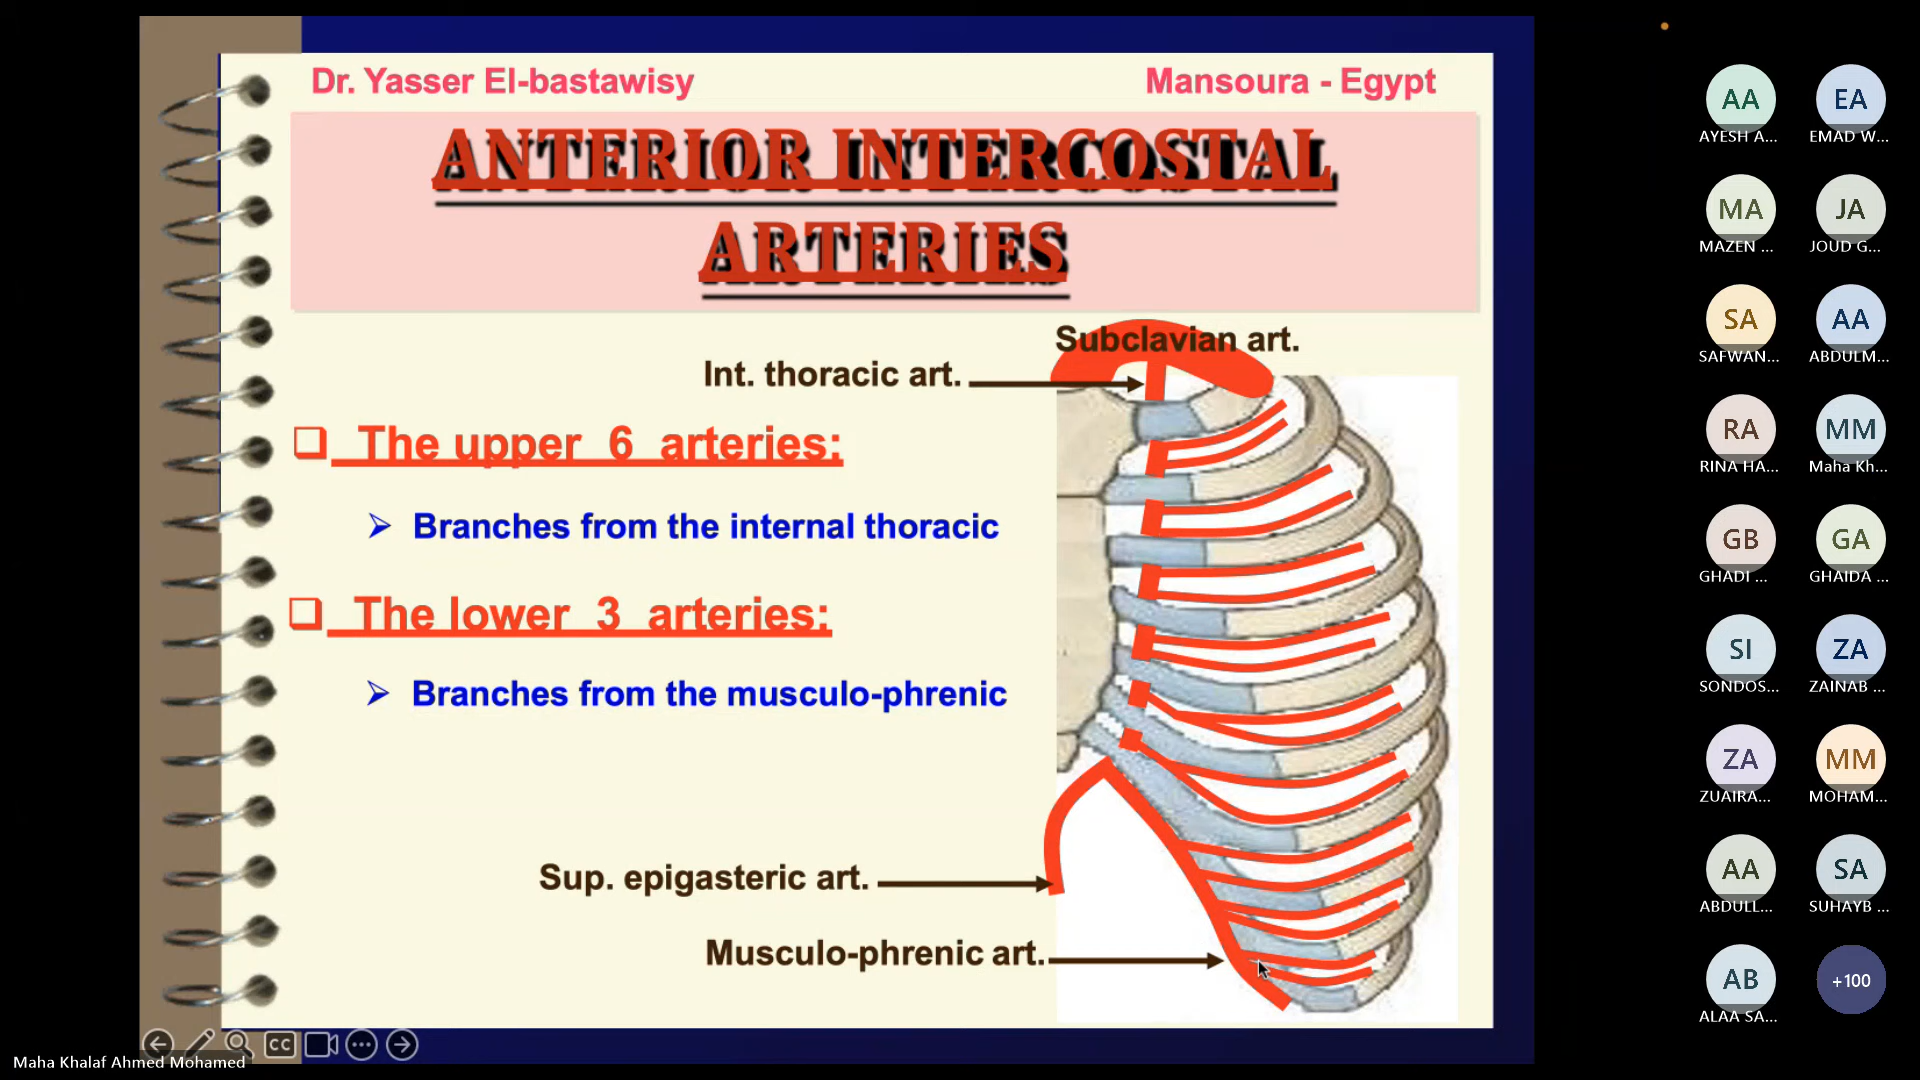 Dr. Yasser El-bastawisy
Mansoura - Egypt
ANTERIOR INTERCOSTAL
ARTERIES
Subclavian art.
Int. thoracic art.
The upper 6 arteries:
Branches from the internal thoracic
The lower 3 arteries:
Branches from the musculo-phrenic
Sup. epigasteric art.
Musculo-phrenic art.
CC
Maha Khalaf Ahmed Mohamed
AA EA
AYESH A... EMAD W...
MA JA
MAZEN ... JOUD G...
SA AA
SAFWAN... ABDULM...
RA MM
RINA HA... Maha Kh...
GB GA
GHADI ... GHAIDA ...
SI ZA
SONDOS... ZAINAB ...
ZA MM
ZUAIRA... MOHAM...
AA SA
ABDULL... SUHAYB ...
AB +100
ALAA SA...